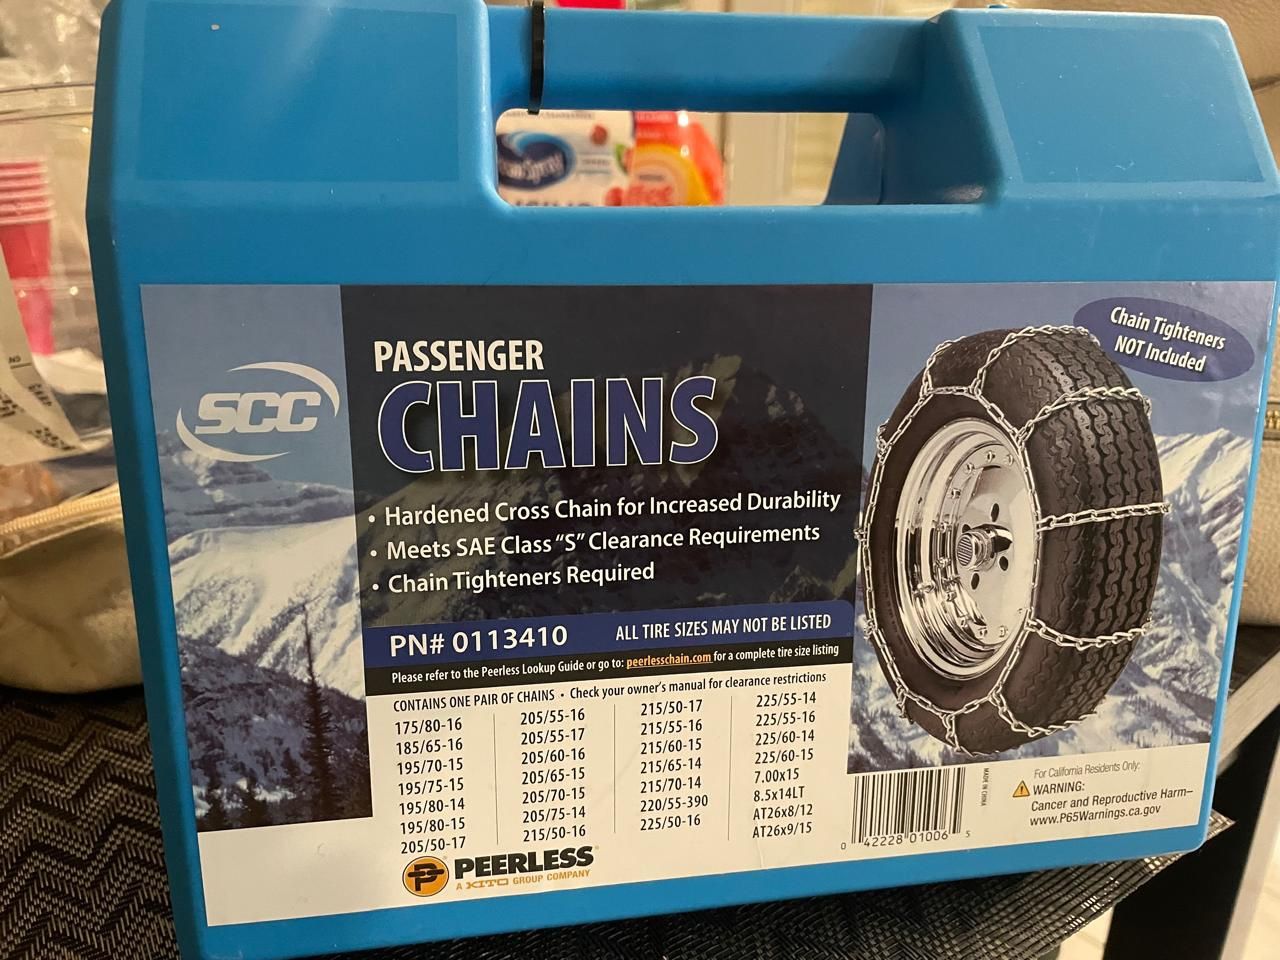 Ocean Spray
SCC
PASSENGER
CHAINS
• Hardened Cross Chain for Increased Durability
• Meets SAE Class "S" Clearance Requirements
• Chain Tighteners Required
Chain Tighteners
NOT Included
PN# 0113410 ALL TIRE SIZES MAY NOT BE LISTED
Please refer to the Peerless Lookup Guide or go to: peerlesschain.com for a complete tire size listing
CONTAINS ONE PAIR OF CHAINS • Check your owner's manual for clearance restrictions
175/80-16
185/65-16
195/70-15
195/75-15
195/80-14
195/80-15
205/50-17
205/55-16
205/55-17
205/60-16
205/65-15
205/70-15
205/75-14
215/50-16
215/50-17
215/55-16
215/60-15
215/65-14
215/70-14
220/55-390
225/50-16
225/55-14
225/55-16
225/60-14
225/60-15
7.00x15
8.5x14LT
AT26x8/12
AT26x9/15
PEERLESS
A KITO GROUP COMPANY
0 42228 01006 5
MADE IN CHINA
For California Residents Only:
WARNING:
Cancer and Reproductive Harm–
www.P65Warnings.ca.gov